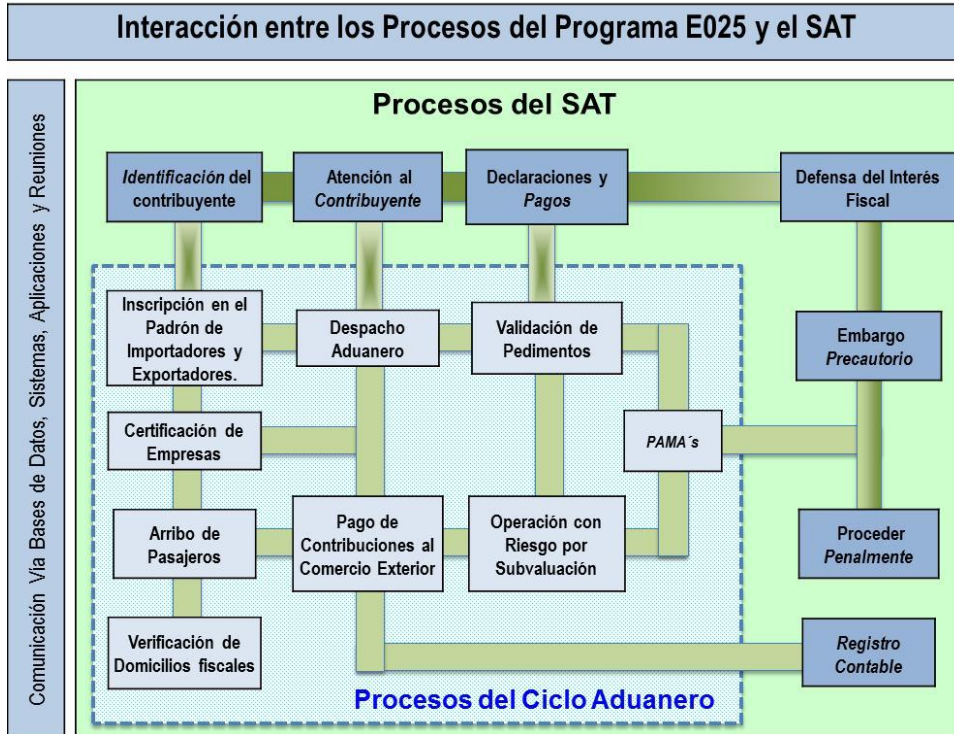 Interacción entre los Procesos del Programa E025 y el SAT
Comunicación Via Bases de Datos, Sistemas, Aplicaciones y Reuniones
Procesos del SAT
Identificación del
contribuyente
Atención al
Contribuyente
Declaraciones y
Pagos
Defensa del Interés
Fiscal
Inscripción en el
Padrón de
Importadores y
Exportadores.
Despacho
Aduanero
Validación de
Pedimentos
Embargo
Precautorio
Certificación de
Empresas
PAMA´s
Arribo de
Pasajeros
Pago de
Contribuciones al
Comercio Exterior
Operación con
Riesgo por
Subvaluación
Proceder
Penalmente
Verificación de
Domicilios fiscales
Registro
Contable
Procesos del Ciclo Aduanero